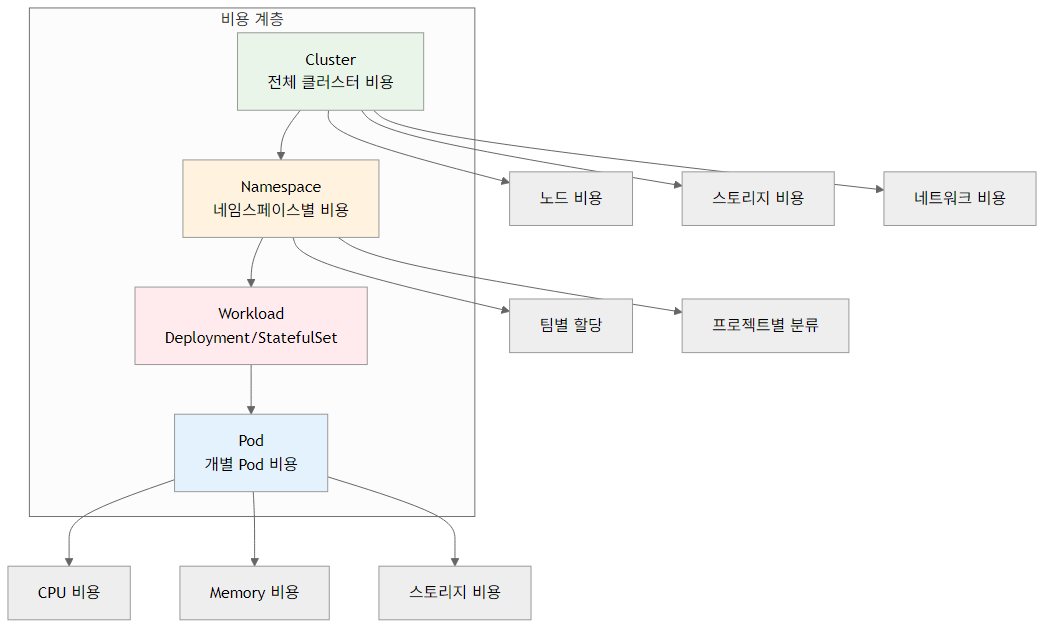 비용 계층
Cluster
전체 클러스터 비용
Namespace
네임스페이스별 비용
노드 비용
스토리지 비용
네트워크 비용
Workload
Deployment/StatefulSet
팀별 할당
프로젝트별 분류
Pod
개별 Pod 비용
CPU 비용
Memory 비용
스토리지 비용